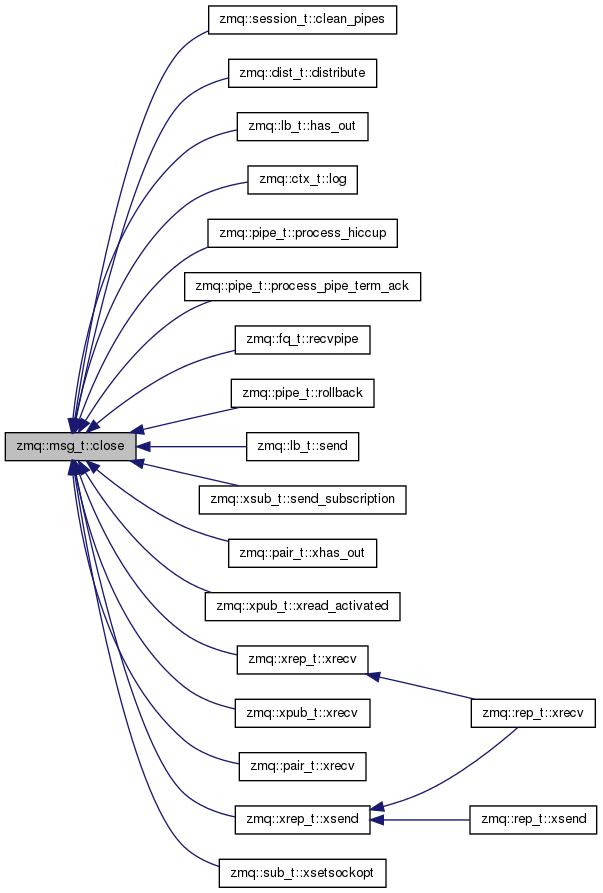 zmq::session_t::clean_pipes
zmq::dist_t::distribute
zmq::lb_t::has_out
zmq::ctx_t::log
zmq::pipe_t::process_hiccup
zmq::pipe_t::process_pipe_term_ack
zmq::fq_t::recvpipe
zmq::pipe_t::rollback
zmq::msg_t::close
zmq::lb_t::send
zmq::xsub_t::send_subscription
zmq::pair_t::xhas_out
zmq::xpub_t::xread_activated
zmq::xrep_t::xrecv
zmq::xpub_t::xrecv
zmq::rep_t::xrecv
zmq::pair_t::xrecv
zmq::xrep_t::xsend
zmq::rep_t::xsend
zmq::sub_t::xsetsockopt